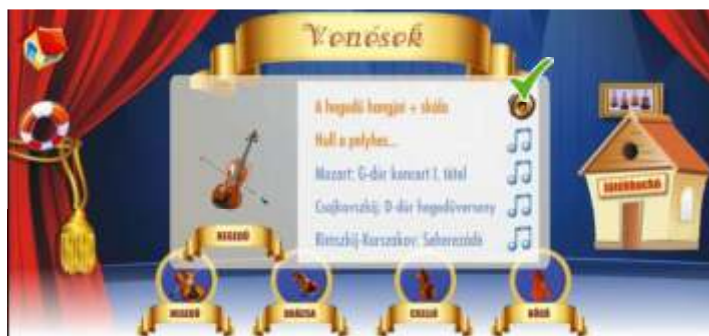 Vonósok
A hegedű hangjai + skála
Hull a pelyhes...
Mozart: G-dúr koncert I. tétel
Csajkovszkij: D-dúr hegedűverseny
Rimszkij-Korszakov: Seherezádé
HEGEDŰ
JÁTÉKBOLT
HEGEDŰ
BRÁCSA
CSELLÓ
BŐGŐ